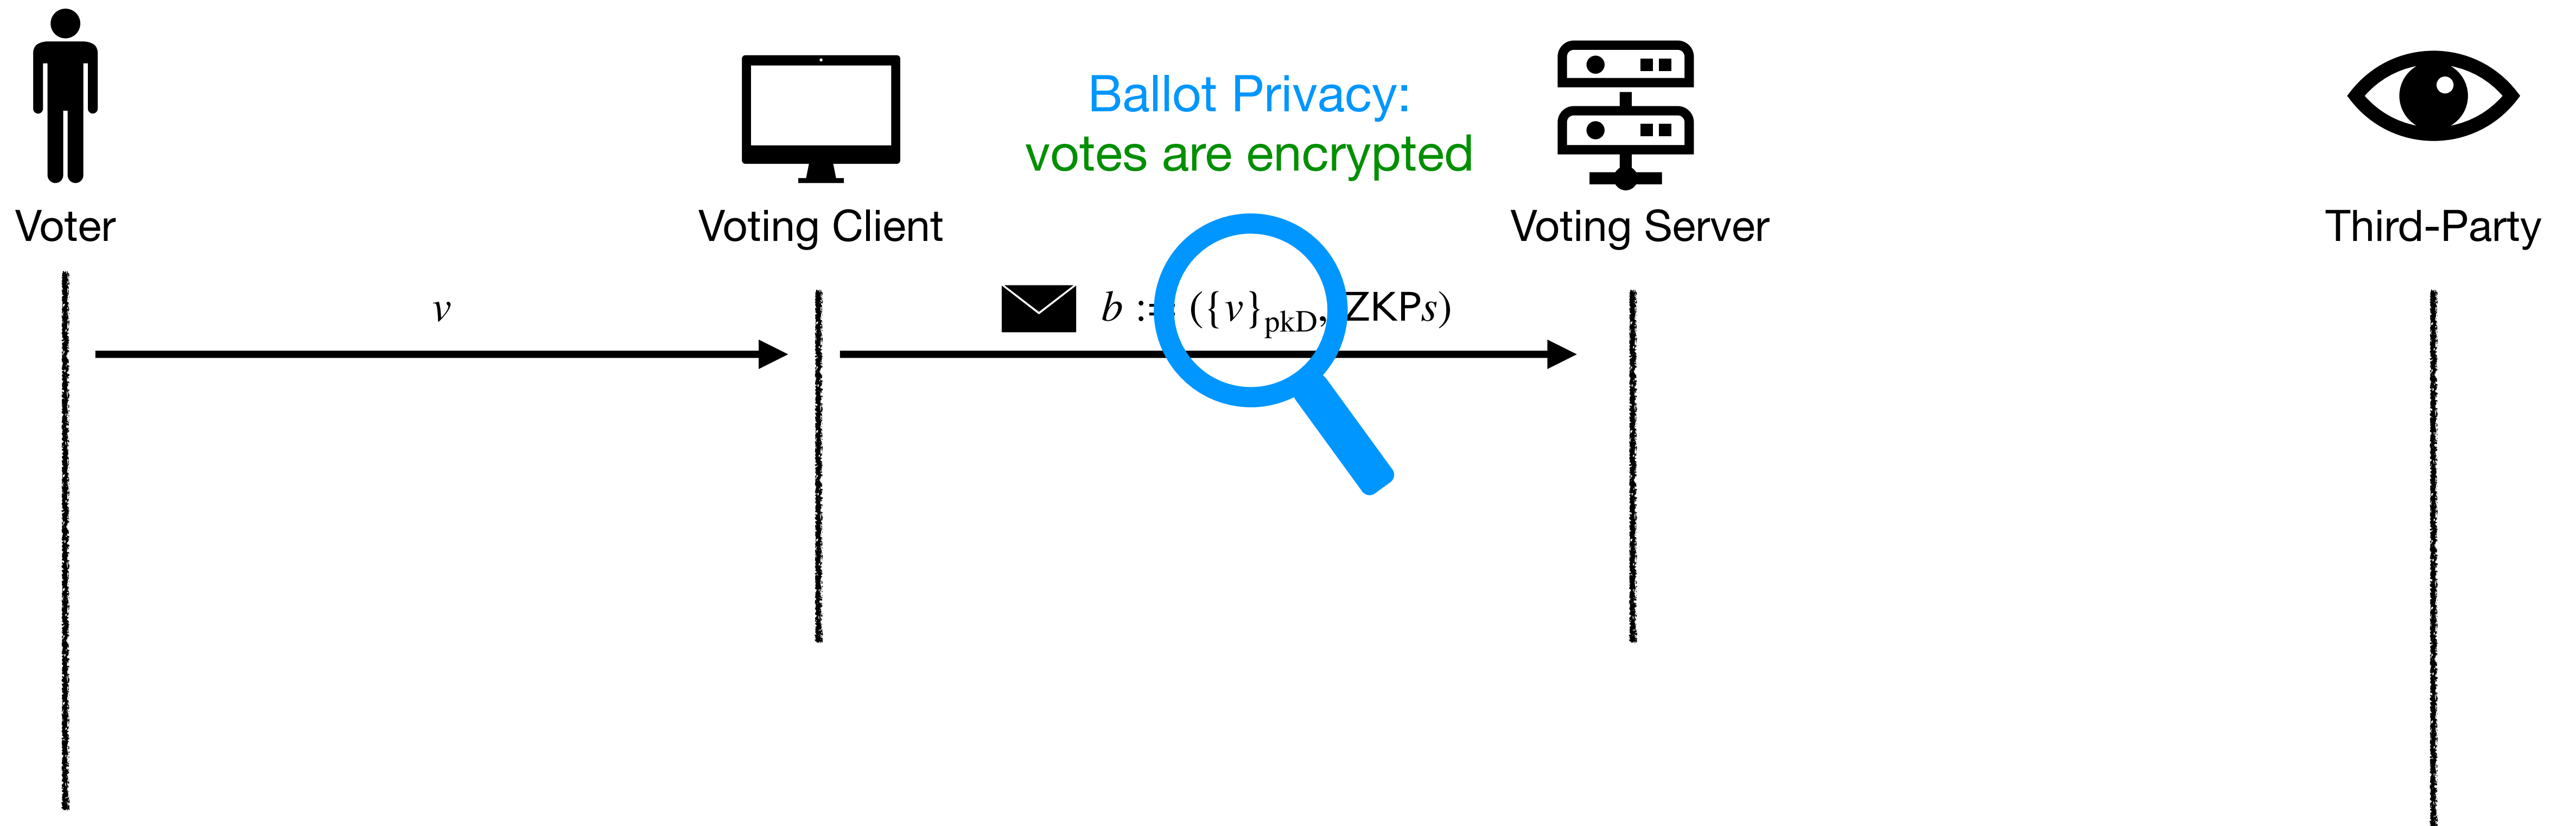 Ballot Privacy:
votes are encrypted
Voter
Voting Client
Voting Server
Third-Party
v
b := ({v}pkD, ZKPs)